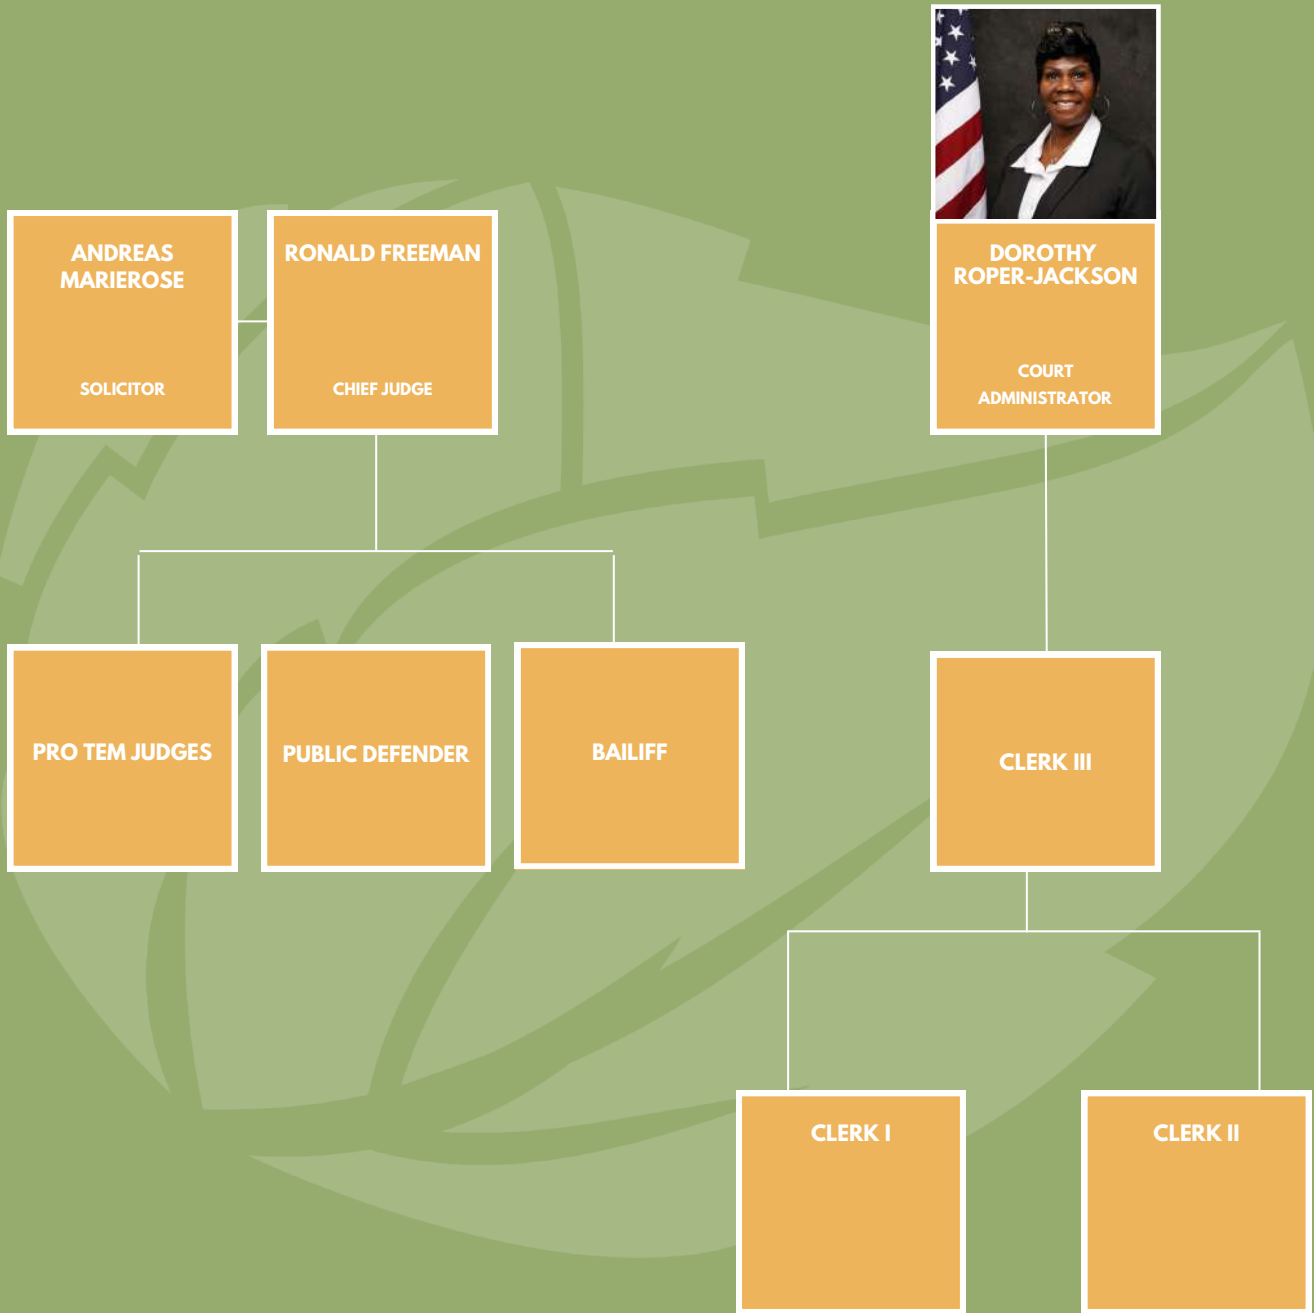 ANDREAS
MARIEROSE
SOLICITOR
RONALD FREEMAN
CHIEF JUDGE
DOROTHY
ROPER-JACKSON
COURT
ADMINISTRATOR
PRO TEM JUDGES
PUBLIC DEFENDER
BAILIFF
CLERK III
CLERK I
CLERK II